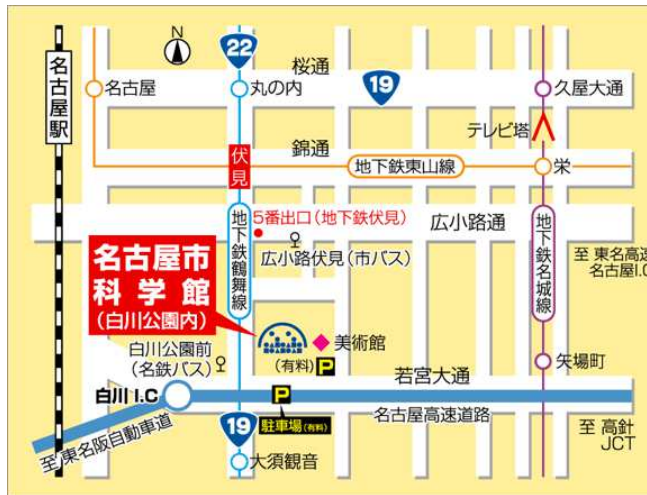 N
22
桜通
名古屋
丸の内
19
久屋大通
名古屋駅
テレビ塔
伏見
錦通
地下鉄東山線
栄
5番出口(地下鉄伏見)
広小路通
地下鉄鶴舞線
広小路伏見(市バス)
地下鉄名城線
至 東名高速
名古屋I.C
名古屋市
科学館
(白川公園内)
美術館
白川公園前
(名鉄バス)
(有料)
P
矢場町
若宮大通
白川 I.C
P
名古屋高速道路
19
駐車場(有料)
至 高針
JCT
至 東名阪自動車道
大須観音